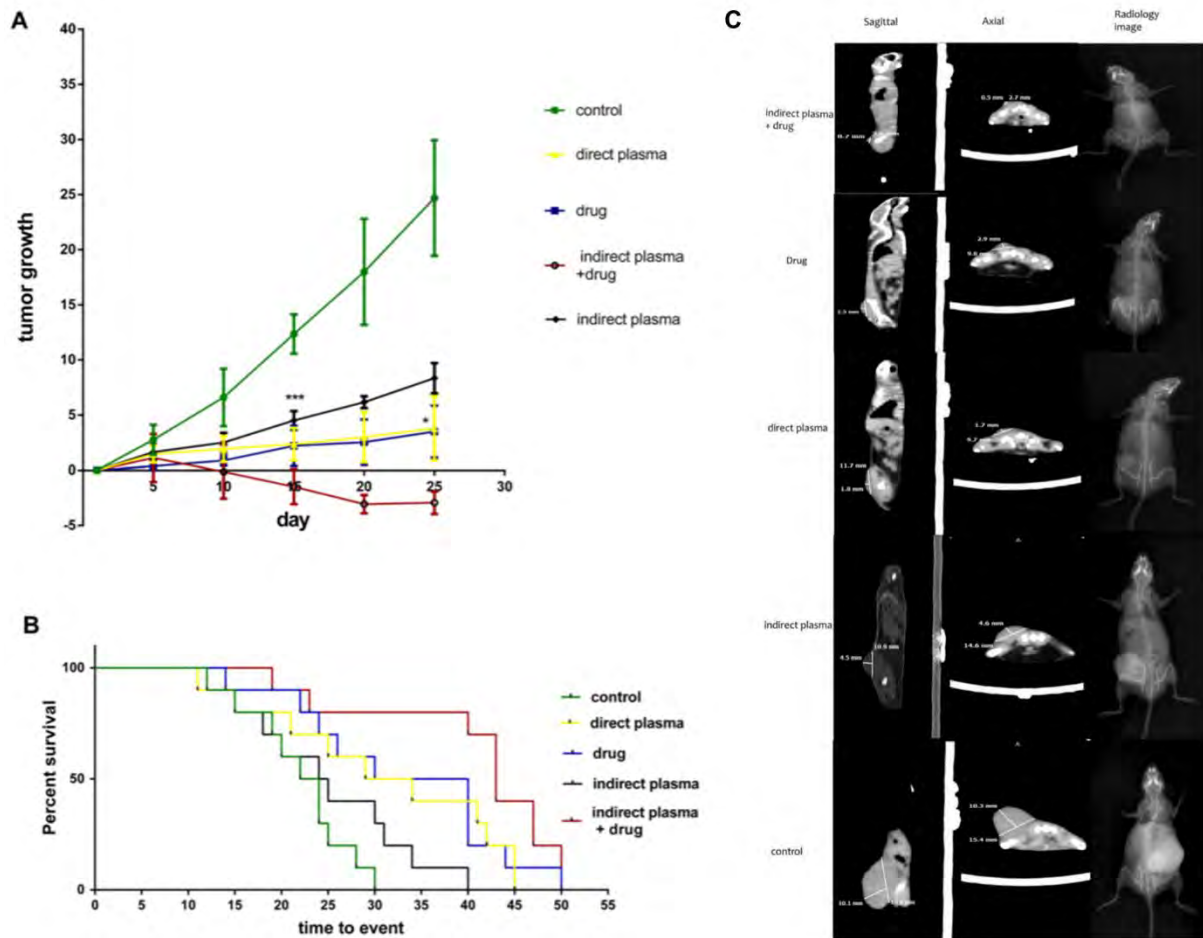 A
40
35
30
25
20
15
10
5
0
-5
tumor growth
5
10
15
20
25
30
day
***
*
control
direct plasma
drug
indirect plasma
+drug
indirect plasma
B
Percent survival
100
50
0
0
5
10
15
20
25
30
35
40
45
50
55
time to event
control
direct plasma
drug
indirect plasma
indirect plasma
+ drug
C
Sagittal
Axial
Radiology
image
indirect plasma
+ drug
0.5 mm
2.7 mm
Drug
2.9 mm
direct plasma
11.7 mm
1.8 mm
1.7 mm
indirect plasma
4.5 mm
4.6 mm
14.6 mm
control
10.1 mm
10.3 mm
15.4 mm